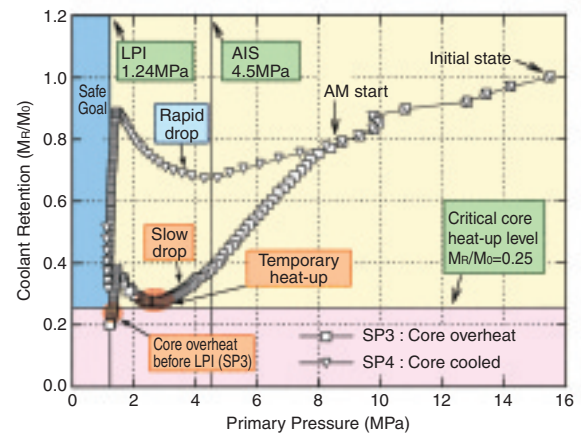 1.2
1.0
0.8
0.6
0.4
0.2
0.0
Coolant Retention (MR/M0)
LPI
1.24MPa
AIS
4.5MPa
Initial state
Safe
Goal
AM start
Rapid
drop
Slow
drop
Temporary
heat-up
Critical core
heat-up level
MR/M0=0.25
Core overheat
before LPI (SP3)
SP3 : Core overheat
SP4 : Core cooled
0 2 4 6 8 10 12 14 16
Primary Pressure (MPa)